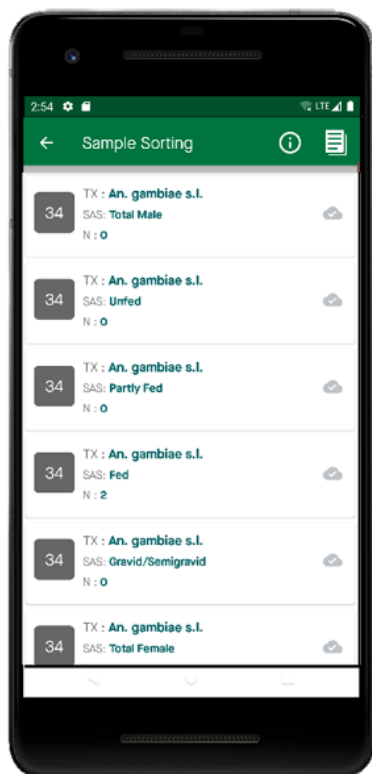 2:54 LTE
Sample Sorting
34
TX : An. gambiae s.l.
SAS: Total Male
N : 0
34
TX : An. gambiae s.l.
SAS: Unfed
N : 0
34
TX : An. gambiae s.l.
SAS: Partly Fed
N : 0
34
TX : An. gambiae s.l.
SAS: Fed
N : 2
34
TX : An. gambiae s.l.
SAS: Gravid/Semigravid
N : 0
34
TX : An. gambiae s.l.
SAS: Total Female